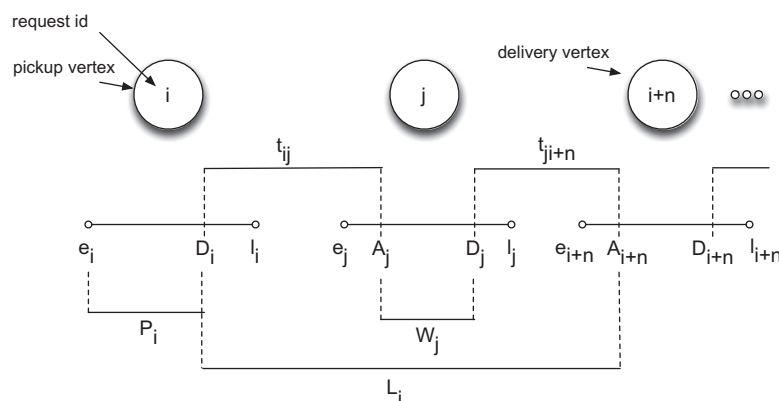 request id
pickup vertex
delivery vertex
i
j
i+n
t_ij
t_ji+n
e_i
D_i
l_i
e_j
A_j
D_j
l_j
e_i+n
A_i+n
D_i+n
l_i+n
P_i
W_j
L_i